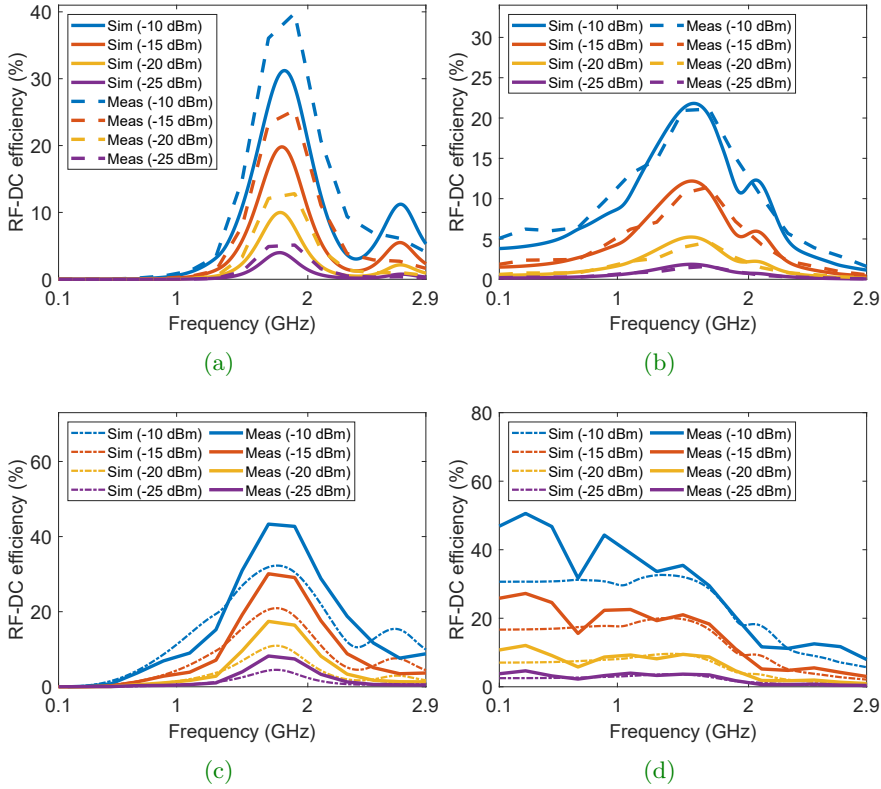 Sim (-10 dBm)
Sim (-15 dBm)
Sim (-20 dBm)
Sim (-25 dBm)
Meas (-10 dBm)
Meas (-15 dBm)
Meas (-20 dBm)
Meas (-25 dBm)
RF-DC efficiency (%)
40
30
20
10
0
0.1
1
2
2.9
Frequency (GHz)
(a)
Sim (-10 dBm) Meas (-10 dBm)
Sim (-15 dBm) Meas (-15 dBm)
Sim (-20 dBm) Meas (-20 dBm)
Sim (-25 dBm) Meas (-25 dBm)
RF-DC efficiency (%)
30
25
20
15
10
5
0
0.1
1
2
2.9
Frequency (GHz)
(b)
Sim (-10 dBm) Meas (-10 dBm)
Sim (-15 dBm) Meas (-15 dBm)
Sim (-20 dBm) Meas (-20 dBm)
Sim (-25 dBm) Meas (-25 dBm)
RF-DC efficiency (%)
60
40
20
0
0.1
1
2
2.9
Frequency (GHz)
(c)
Sim (-10 dBm) Meas (-10 dBm)
Sim (-15 dBm) Meas (-15 dBm)
Sim (-20 dBm) Meas (-20 dBm)
Sim (-25 dBm) Meas (-25 dBm)
RF-DC efficiency (%)
80
60
40
20
0
0.1
1
2
2.9
Frequency (GHz)
(d)